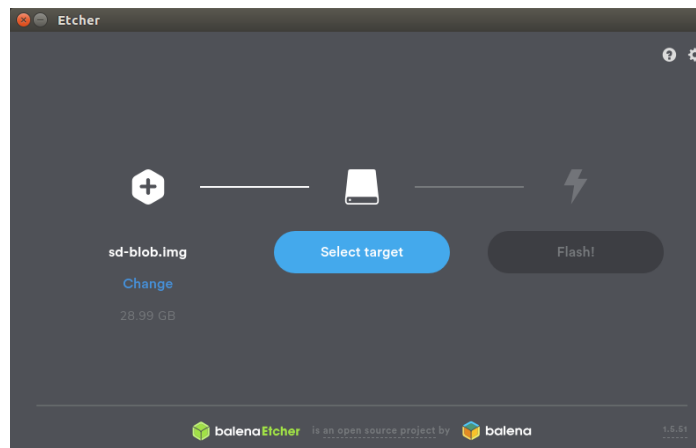 Etcher
sd-blob.img
Select target
Flash!
Change
28.99 GB
balenaEtcher is an open source project by balena
1.5.51